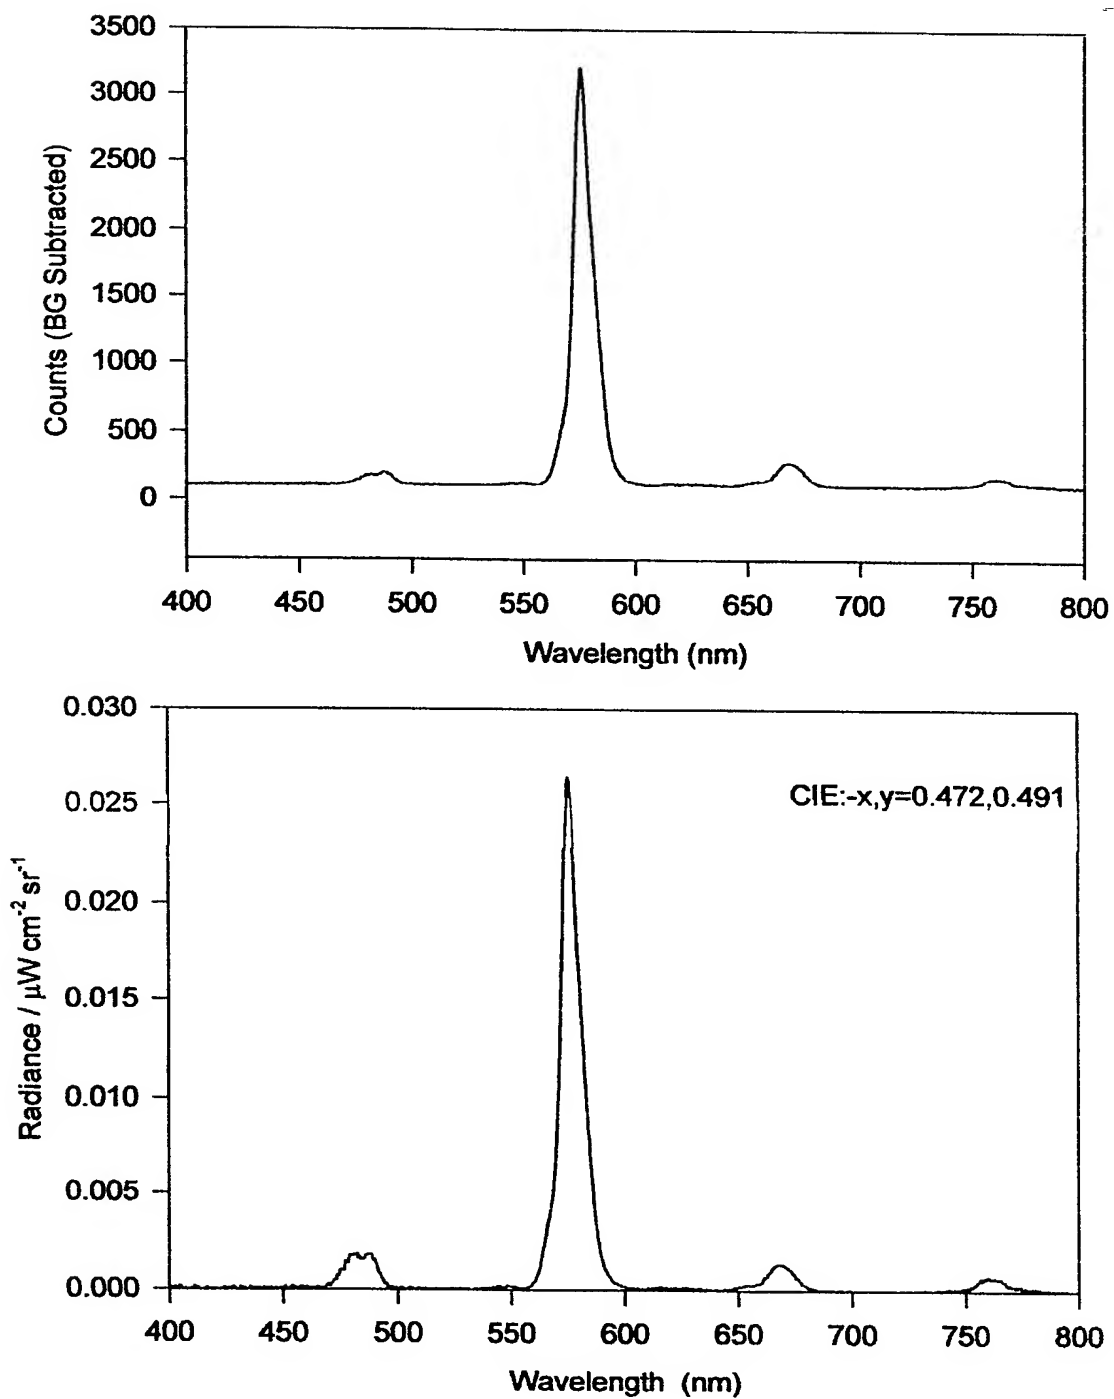 3500
3000
2500
2000
1500
1000
500
0
Counts (BG Subtracted)
400 450 500 550 600 650 700 750 800
Wavelength (nm)
0.030
0.025
0.020
0.015
0.010
0.005
0.000
Radiance / µW cm⁻² sr⁻¹
CIE:-x,y=0.472,0.491
400 450 500 550 600 650 700 750 800
Wavelength (nm)